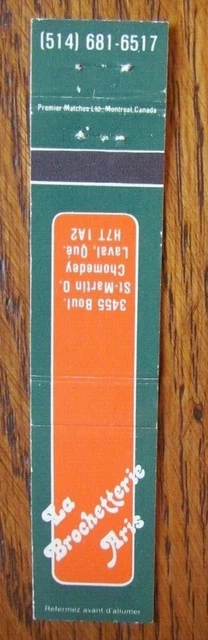 (514) 681-6517
Premier Matches Ltd., Montreal, Canada
3455 Boul.
St-Martin O.
Chomedey
Laval, Qué.
H7T 1A2
La
Brochetterie
Aris
Refermez avant d'allumer